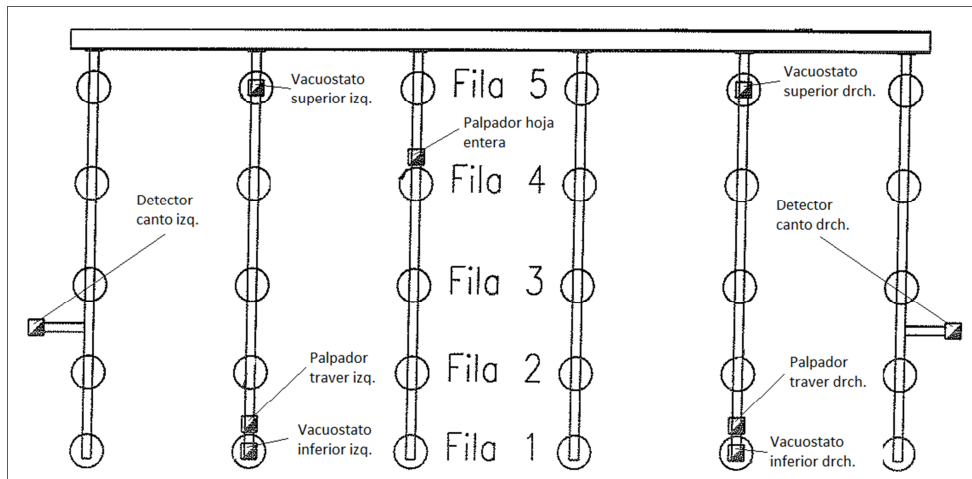 Vacuostato
superior izq.
Fila 5
Vacuostato
superior drch.
Palpador hoja
entera
Fila 4
Detector
canto izq.
Detector
canto drch.
Fila 3
Palpador
traver izq.
Fila 2
Palpador
traver drch.
Vacuostato
inferior izq.
Fila 1
Vacuostato
inferior drch.